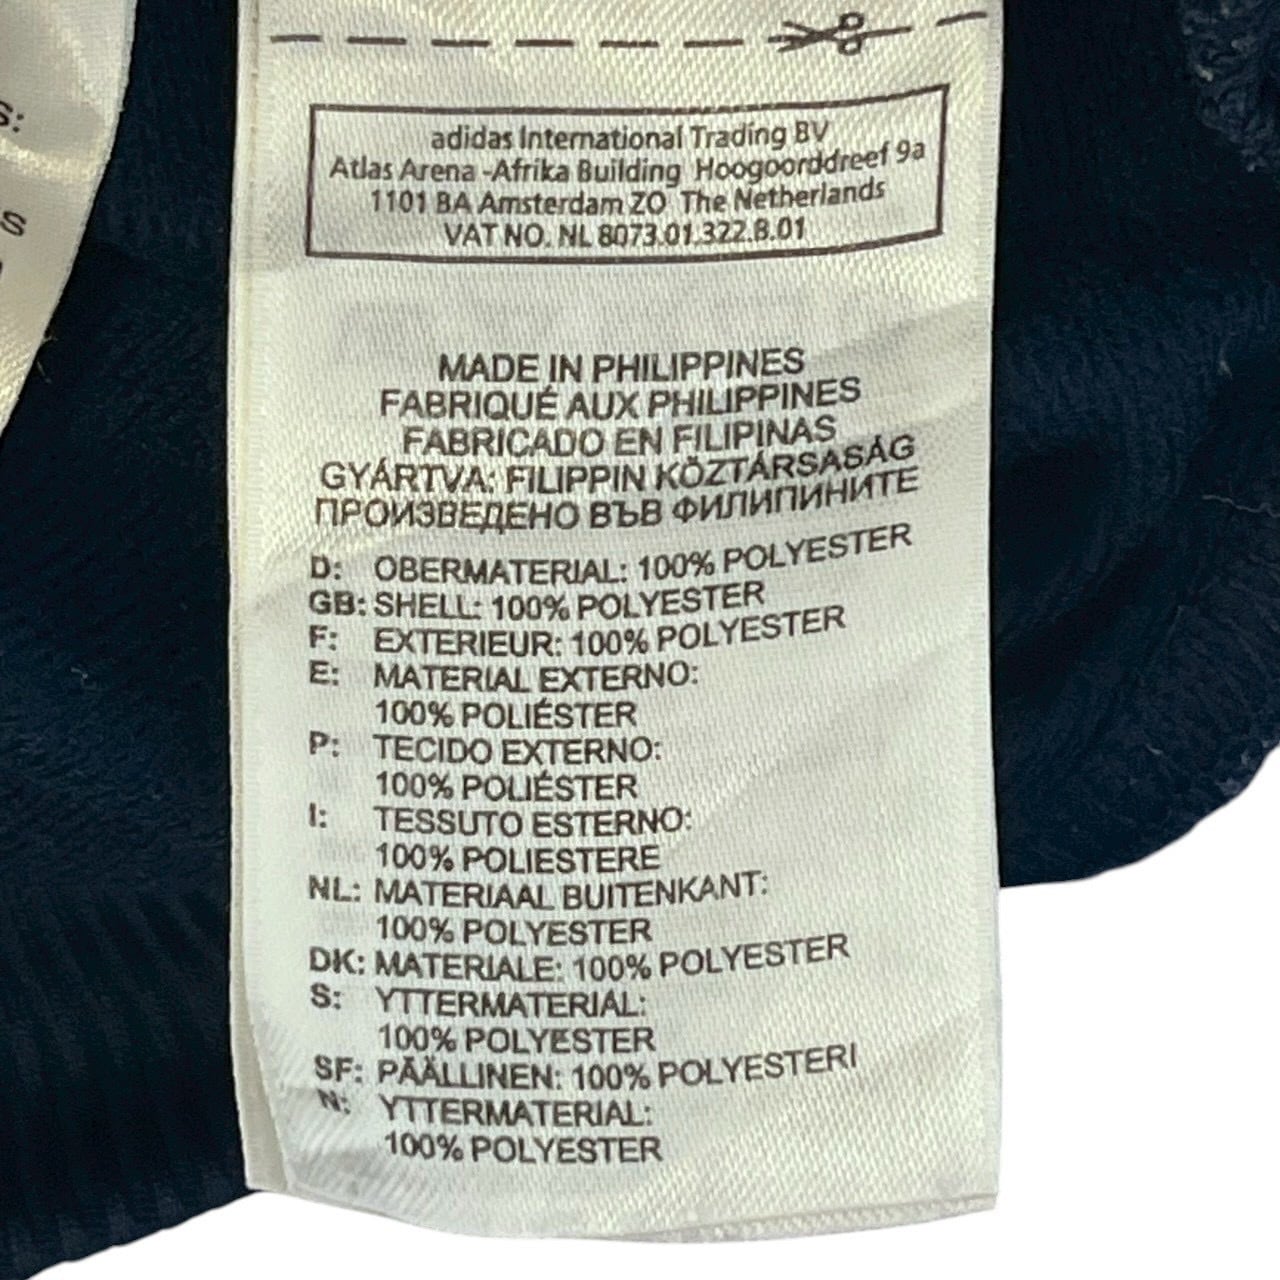 S:
S
adidas International Trading BV
Atlas Arena -Afrika Building Hoogoorddreef 9a
1101 BA Amsterdam ZO The Netherlands
VAT NO. NL 8073.01.322.B.01
MADE IN PHILIPPINES
FABRIQUÉ AUX PHILIPPINES
FABRICADO EN FILIPINAS
GYÁRTVA: FILIPPIN KÖZTÁRSASÁG
ПРОИЗВЕДЕНО ВЪВ ФИЛИПИНИТЕ
D: OBERMATERIAL: 100% POLYESTER
GB: SHELL: 100% POLYESTER
F: EXTERIEUR: 100% POLYESTER
E: MATERIAL EXTERNO:
100% POLIÉSTER
P: TECIDO EXTERNO:
100% POLIÉSTER
I: TESSUTO ESTERNO:
100% POLIESTERE
NL: MATERIAAL BUITENKANT:
100% POLYESTER
DK: MATERIALE: 100% POLYESTER
S: YTTERMATERIAL:
100% POLYESTER
SF: PÄÄLLINEN: 100% POLYESTERI
N: YTTERMATERIAL:
100% POLYESTER